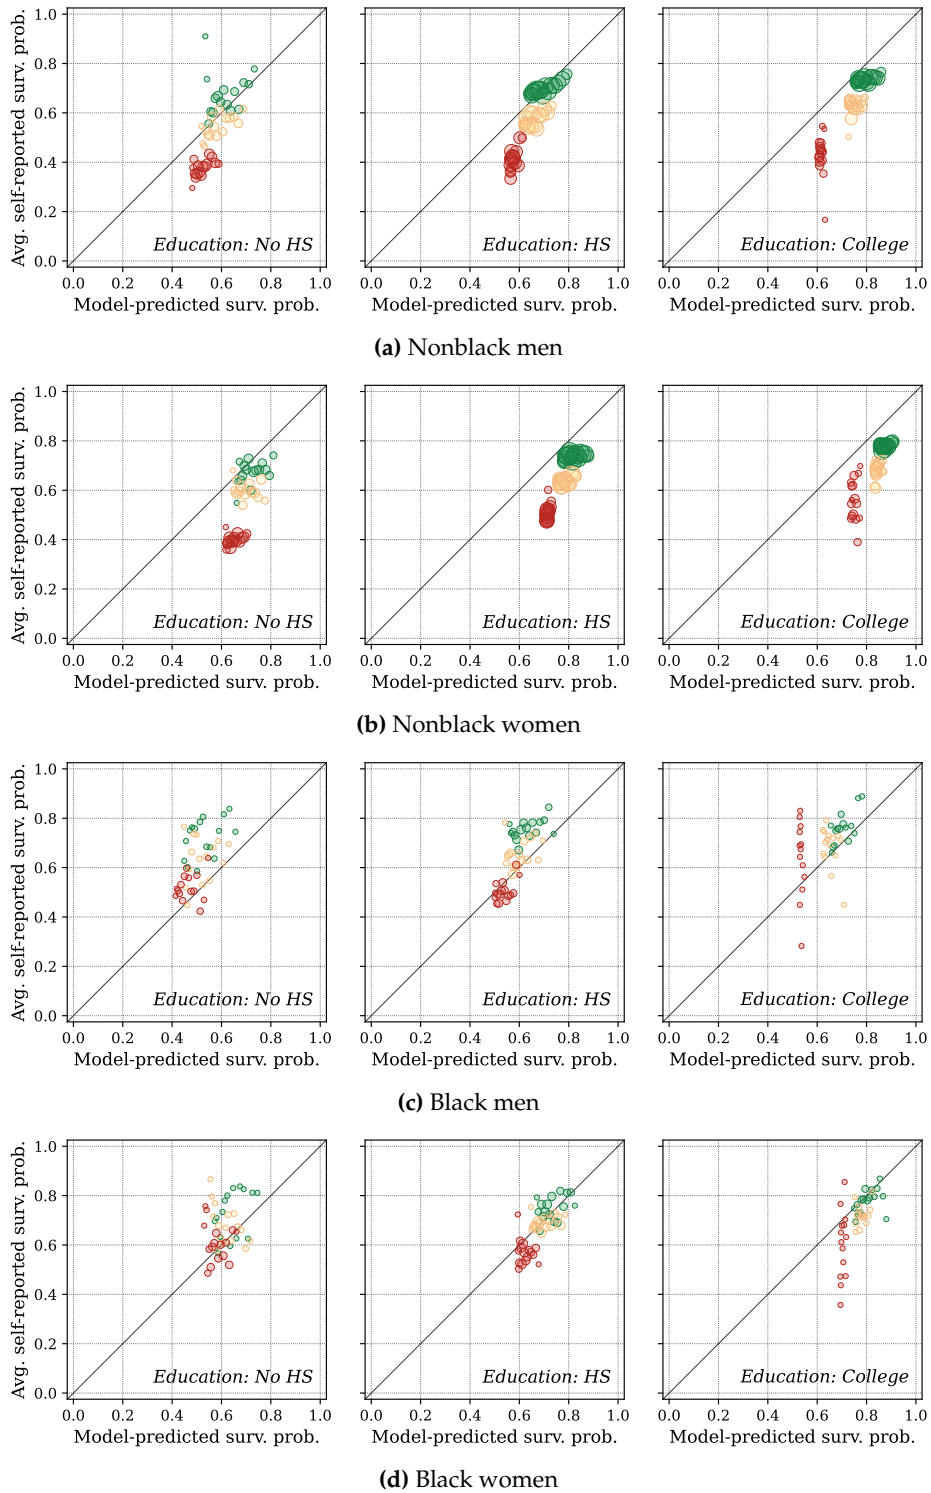 1.0
0.8
0.6
0.4
0.2
0.0
Avg. self-reported surv. prob.
Education: No HS
Education: HS
Education: College
0.0 0.2 0.4 0.6 0.8 1.0
0.0 0.2 0.4 0.6 0.8 1.0
0.0 0.2 0.4 0.6 0.8 1.0
Model-predicted surv. prob.
Model-predicted surv. prob.
Model-predicted surv. prob.
(a) Nonblack men
1.0
0.8
0.6
0.4
0.2
0.0
Avg. self-reported surv. prob.
Education: No HS
Education: HS
Education: College
0.0 0.2 0.4 0.6 0.8 1.0
0.0 0.2 0.4 0.6 0.8 1.0
0.0 0.2 0.4 0.6 0.8 1.0
Model-predicted surv. prob.
Model-predicted surv. prob.
Model-predicted surv. prob.
(b) Nonblack women
1.0
0.8
0.6
0.4
0.2
0.0
Avg. self-reported surv. prob.
Education: No HS
Education: HS
Education: College
0.0 0.2 0.4 0.6 0.8 1.0
0.0 0.2 0.4 0.6 0.8 1.0
0.0 0.2 0.4 0.6 0.8 1.0
Model-predicted surv. prob.
Model-predicted surv. prob.
Model-predicted surv. prob.
(c) Black men
1.0
0.8
0.6
0.4
0.2
0.0
Avg. self-reported surv. prob.
Education: No HS
Education: HS
Education: College
0.0 0.2 0.4 0.6 0.8 1.0
0.0 0.2 0.4 0.6 0.8 1.0
0.0 0.2 0.4 0.6 0.8 1.0
Model-predicted surv. prob.
Model-predicted surv. prob.
Model-predicted surv. prob.
(d) Black women